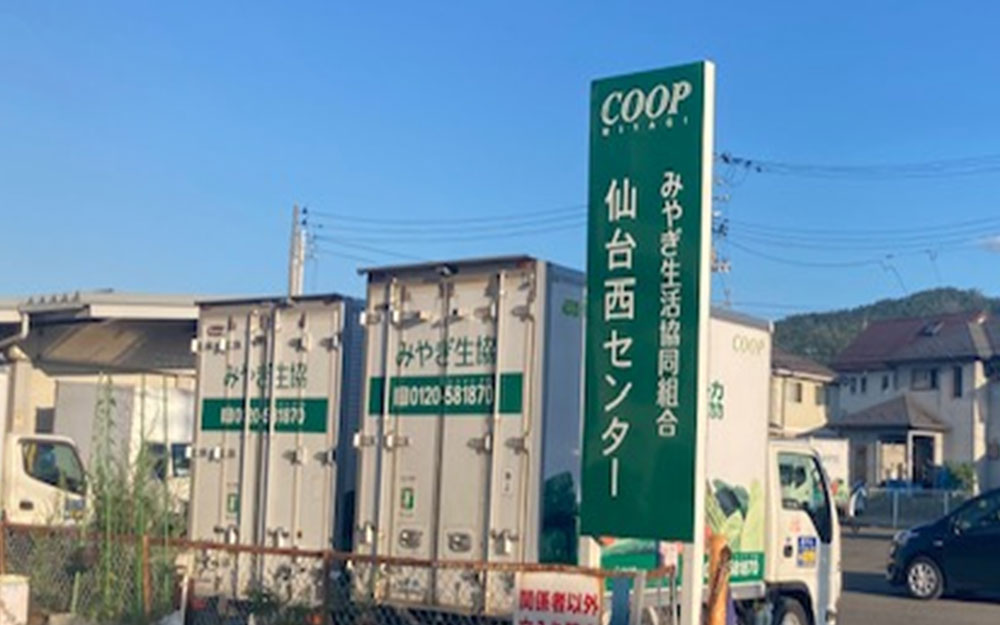 COOP
MIYAGI
みやぎ生活協同組合
仙台西センター
みやぎ生協
0120-581870
みやぎ生協
0120-581870
COOP
581870
関係者以外